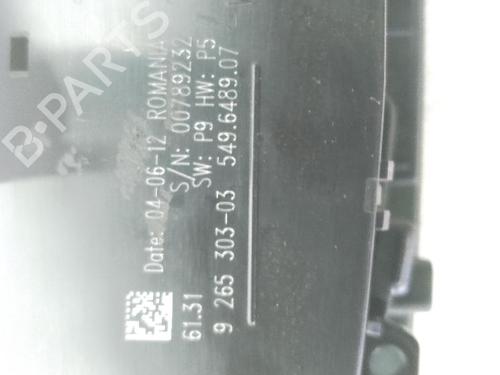 B-PARTS
Date: 04-06-12 ROMANIA
S/N: 00789232
SW: P9 HW: P5
61.31
9 265 303-03 549.6489.07